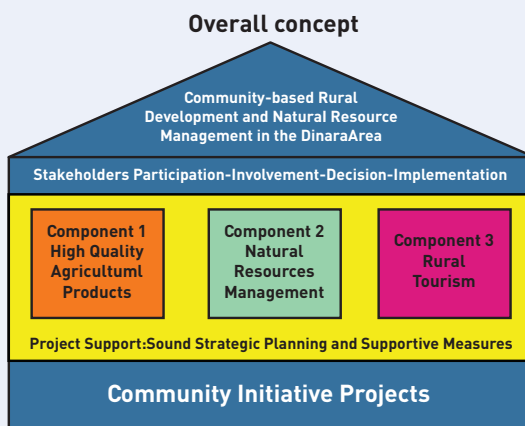 Overall concept
Community-based Rural
Development and Natural Resource
Management in the DinaraArea
Stakeholders Participation-Involvement-Decision-Implementation
Component 1
High Quality
Agricultuml
Products
Component 2
Natural
Resources
Management
Component 3
Rural
Tourism
Project Support:Sound Strategic Planning and Supportive Measures
Community Initiative Projects